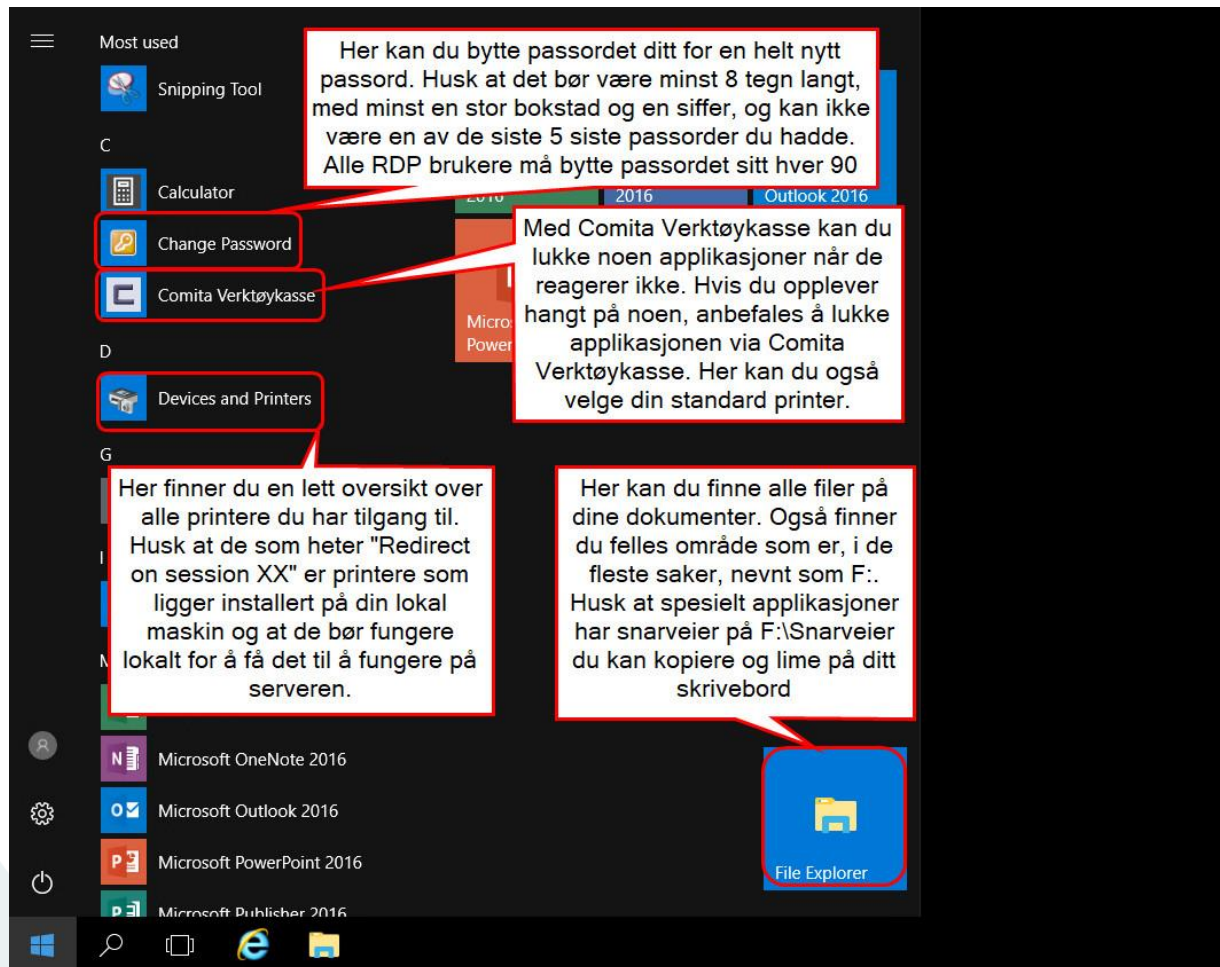 Most used
Snipping Tool
Her kan du bytte passordet ditt for en helt nytt
passord. Husk at det bør være minst 8 tegn langt,
med minst en stor bokstad og en siffer, og kan ikke
være en av de siste 5 siste passorder du hadde.
Alle RDP brukere må bytte passordet sitt hver 90
C
Calculator
2016
2016
Outlook 2016
Change Password
Comita Verktøykasse
Med Comita Verktøykasse kan du
lukke noen applikasjoner når de
reagerer ikke. Hvis du opplever
hangt på noen, anbefales å lukke
applikasjonen via Comita
Verktøykasse. Her kan du også
velge din standard printer.
D
Devices and Printers
G
Her finner du en lett oversikt over
alle printere du har tilgang til.
Husk at de som heter "Redirect
on session XX" er printere som
ligger installert på din lokal
maskin og at de bør fungere
lokalt for å få det til å fungere på
serveren.
Her kan du finne alle filer på
dine dokumenter. Også finner
du felles område som er, i de
fleste saker, nevnt som F:.
Husk at spesielt applikasjoner
har snarveier på F:\Snarveier
du kan kopiere og lime på ditt
skrivebord
I
Microsoft OneNote 2016
Microsoft Outlook 2016
Microsoft PowerPoint 2016
Microsoft Publisher 2016
File Explorer